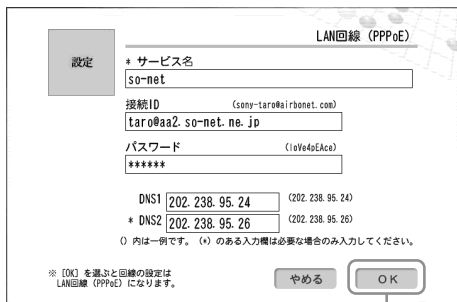 LAN回線（PPPoE）
設定
* サービス名
so-net
接続ID (sony-taro@airbonet.com)
taro@aa2.so-net.ne.jp
パスワード (loVe4pEAce)
******
DNS1 202.238.95.24 (202.238.95.24)
* DNS2 202.238.95.26 (202.238.95.26)
() 内は一例です。 (*) のある入力欄は必要な場合のみ入力してください。
※ [OK] を選ぶと回線の設定は
LAN回線（PPPoE）になります。
やめる OK